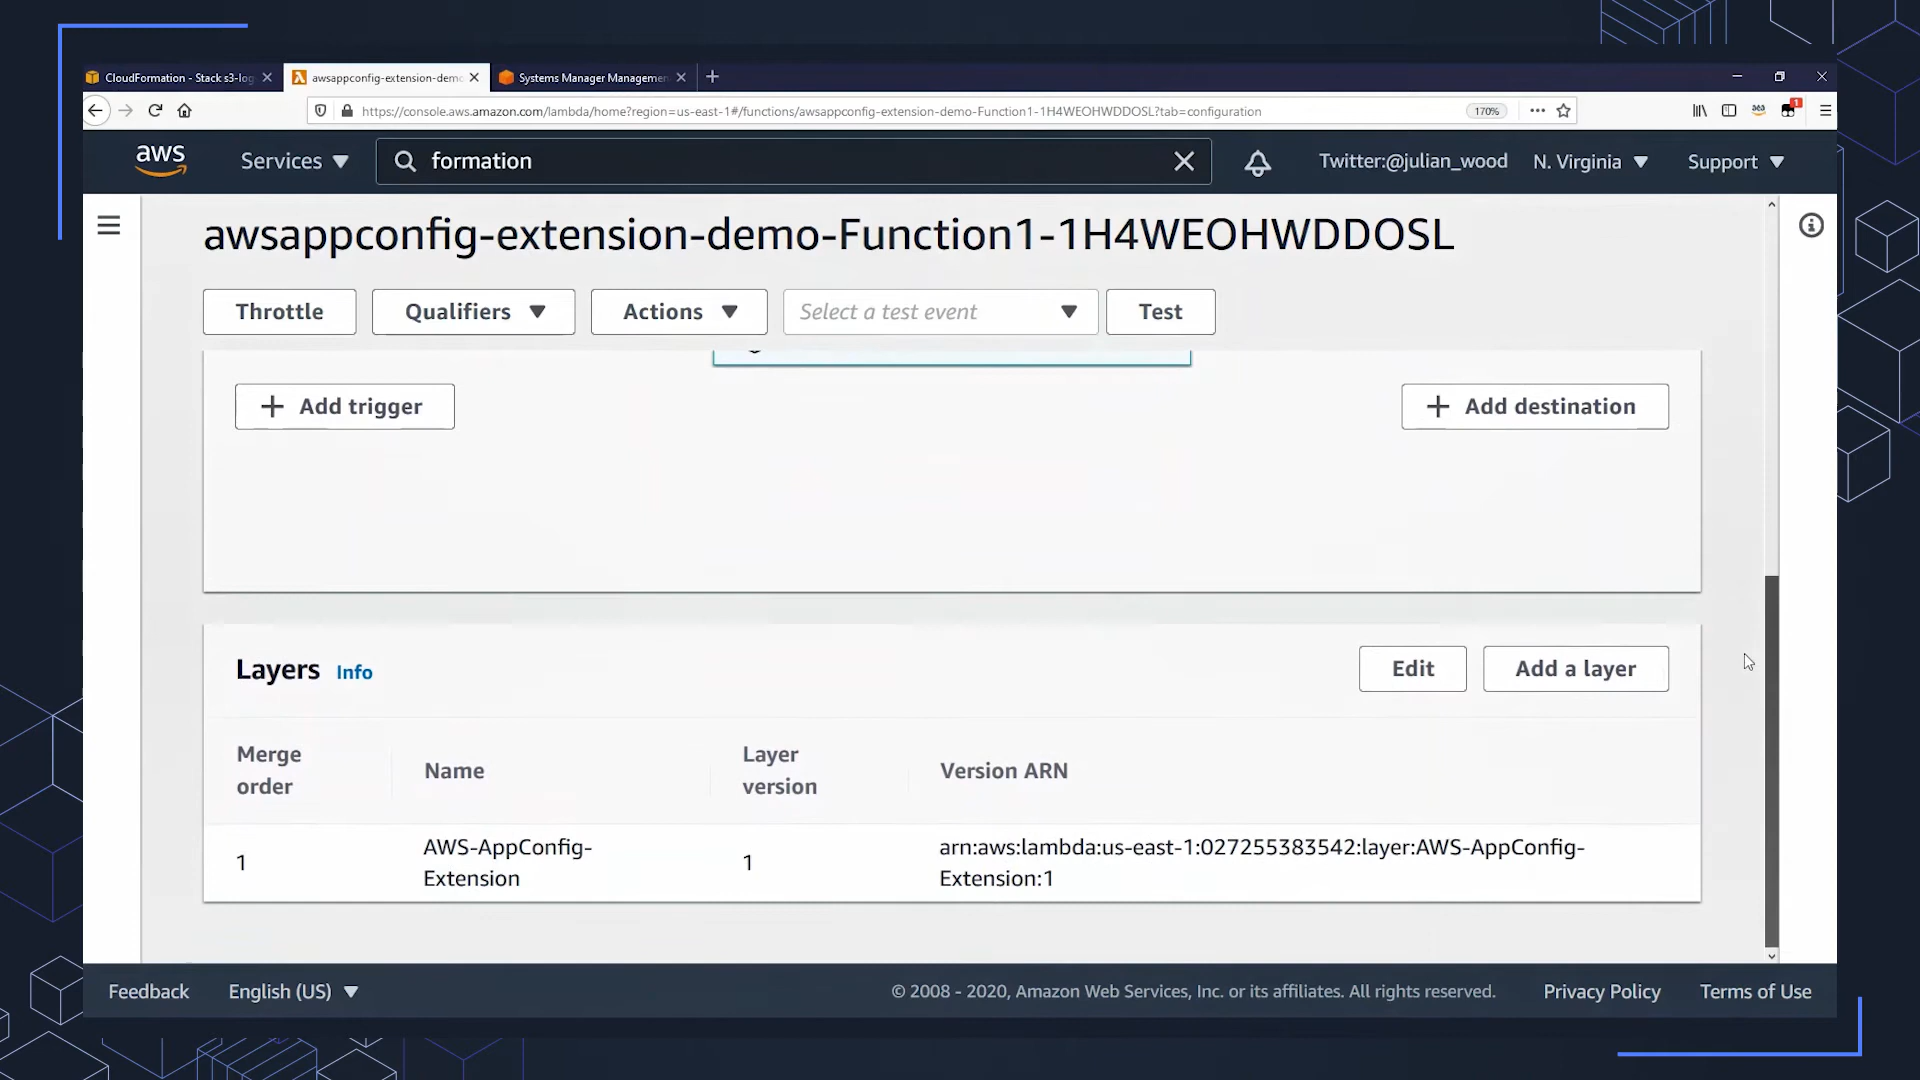 CloudFormation - Stack s3-log
awsappconfig-extension-demo
Systems Manager Managemen
https://console.aws.amazon.com/lambda/home?region=us-east-1#/functions/awsappconfig-extension-demo-Function1-1H4WEOHWDDOSL?tab=configuration
170%
1
aws
Services
formation
Twitter:@julian_wood
N. Virginia
Support
awsappconfig-extension-demo-Function1-1H4WEOHWDDOSL
Throttle
Qualifiers
Actions
Select a test event
Test
Add trigger
Add destination
Layers Info
Edit
Add a layer
Merge order
Name
Layer version
Version ARN
1
AWS-AppConfig-
Extension
1
arn:aws:lambda:us-east-1:027255383542:layer:AWS-AppConfig-
Extension:1
Feedback
English (US)
© 2008 - 2020, Amazon Web Services, Inc. or its affiliates. All rights reserved.
Privacy Policy
Terms of Use